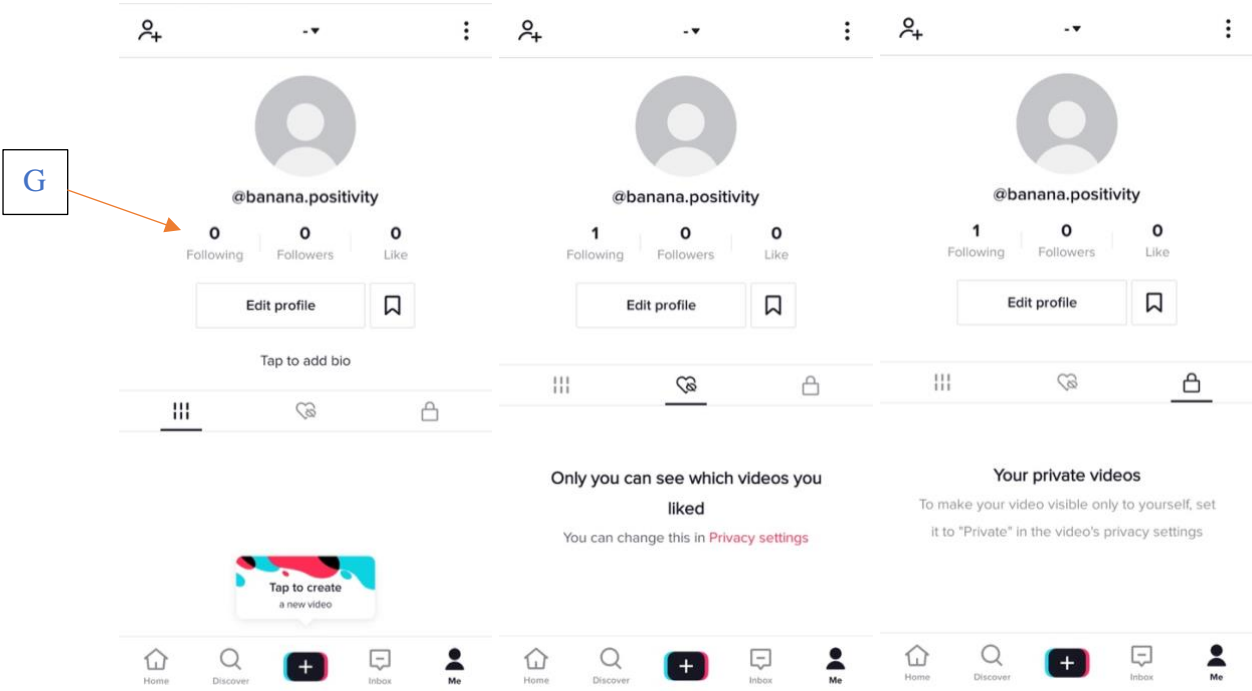 G
-
@banana.positivity
0 0 0
Following Followers Like
Edit profile
Tap to add bio
Tap to create
a new video
Home Discover Inbox Me
-
@banana.positivity
1 0 0
Following Followers Like
Edit profile
Only you can see which videos you
liked
You can change this in Privacy settings
Home Discover Inbox Me
-
@banana.positivity
1 0 0
Following Followers Like
Edit profile
Your private videos
To make your video visible only to yourself, set
it to "Private" in the video's privacy settings
Home Discover Inbox Me